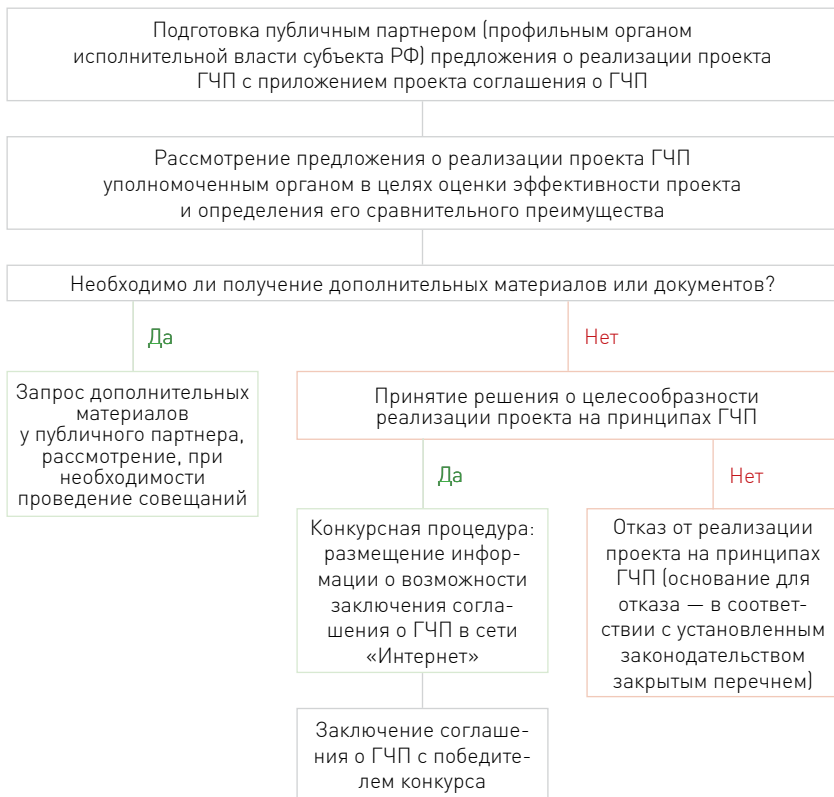 Подготовка публичным партнером (профильным органом
исполнительной власти субъекта РФ) предложения о реализации проекта
ГЧП с приложением проекта соглашения о ГЧП
Рассмотрение предложения о реализации проекта ГЧП
уполномоченным органом в целях оценки эффективности проекта
и определения его сравнительного преимущества
Необходимо ли получение дополнительных материалов или документов?
Да
Нет
Запрос дополнительных
материалов
у публичного партнера,
рассмотрение, при
необходимости
проведение совещаний
Принятие решения о целесообразности
реализации проекта на принципах ГЧП
Да
Нет
Конкурсная процедура:
размещение инфор-
мации о возможности
заключения согла-
шения о ГЧП в сети
«Интернет»
Отказ от реализации
проекта на принципах
ГЧП (основание для
отказа — в соответ-
ствии с установленным
законодательством
закрытым перечнем)
Заключение соглаше-
ния о ГЧП с победите-
лем конкурса